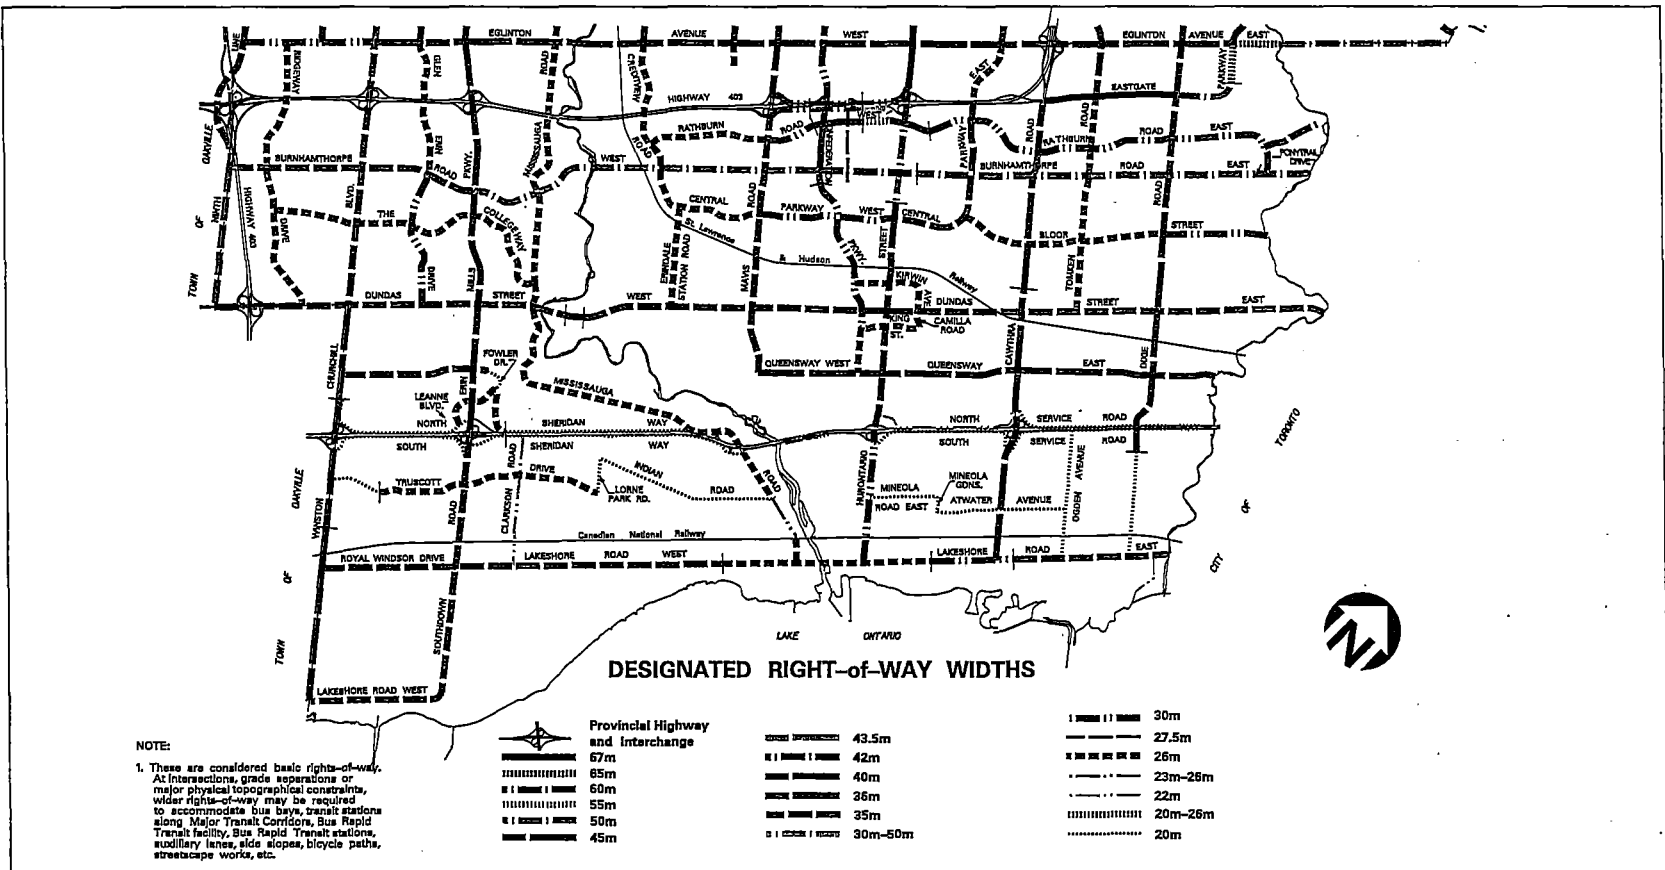 EGLINTON AVENUE WEST
EGLINTON AVENUE EAST
RIDGEWAY
GLEN
ERIN
ROAD
CREDITVIEW
EAST
PARKWAY
HIGHWAY 403
EASTGATE
WEST
OAKVILLE
RATHBURN ROAD
CONFEDERATION
PARKWAY
ROAD
RATHBURN ROAD EAST
PONYTRAIL
DRIVE
BURNHAMTHORPE ROAD
PKWY.
MISSISSAUGA
ROAD
WEST
BURNHAMTHORPE ROAD EAST
OF
NINTH
HIGHWAY 403
DRIVE
BLVD.
THE
COLLEGEWAY
CENTRAL
ROAD
PARKWAY WEST
CENTRAL
ROAD
BLOOR STREET
St. Lawrence & Hudson Railway
TOWN
DRIVE
MILLS
ERINDALE
STATION ROAD
MAVIS
PKWY.
STREET
KIRWIN
AVE.
TOMKEN
DUNDAS STREET WEST
DUNDAS STREET EAST
KING
ST.
CAMILLA
ROAD
CHURCHILL
FOWLER
DR.
QUEENSWAY WEST
QUEENSWAY EAST
CAWTHRA
DIXIE
MISSISSAUGA
LEANNE
BLVD.
ERIN
NORTH SHERIDAN WAY
SOUTH SHERIDAN WAY
NORTH SERVICE ROAD
SOUTH SERVICE ROAD
TORONTO
OAKVILLE
TRUSCOTT DRIVE
ROAD
INDIAN ROAD
LORNE
PARK RD.
ROAD
HURONTARIO
MINEOLA
ROAD EAST
MINEOLA
GDNS.
ATWATER AVENUE
OGDEN AVENUE
OF
WINSTON
ROAD
CLARKSON
Canadian National Railway
ROYAL WINDSOR DRIVE
LAKESHORE ROAD WEST
LAKESHORE ROAD EAST
OF
CITY
TOWN
SOUTHDOWN
LAKESHORE ROAD WEST
LAKE ONTARIO
N
DESIGNATED RIGHT-of-WAY WIDTHS
Provincial Highway
and Interchange
67m
65m
60m
55m
50m
45m
43.5m
42m
40m
36m
35m
30m-50m
30m
27.5m
26m
23m-26m
22m
20m-26m
20m
NOTE:
1. These are considered basic rights-of-way.
At intersections, grade separations or
major physical topographical constraints,
wider rights-of-way may be required
to accommodate bus bays, transit stations
along Major Transit Corridors, Bus Rapid
Transit facility, Bus Rapid Transit stations,
auxillary lanes, side slopes, bicycle paths,
streetscape works, etc.